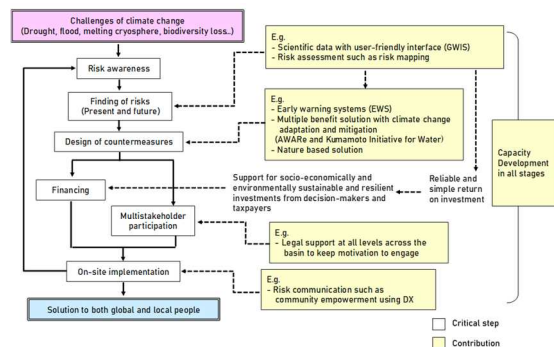 Challenges of climate change
(Drought, flood, melting cryosphere, biodiversity loss..)
Risk awareness
Finding of risks
(Present and future)
Design of countermeasures
Financing
Multistakeholder
participation
On-site implementation
Solution to both global and local people
E.g.
- Scientific data with user-friendly interface (GWIS)
- Risk assessment such as risk mapping
E.g.
- Early warning systems (EWS)
- Multiple benefit solution with climate change
adaptation and mitigation
(AWARe and Kumamoto Initiative for Water)
- Nature based solution
Support for socio-economically and
environmentally sustainable and resilient
investments from decision-makers and
taxpayers
Reliable and
simple return
on investment
E.g.
- Legal support at all levels across the
basin to keep motivation to engage
E.g.
- Risk communication such as
community empowerment using DX
Capacity
Development
in all stages
Critical step
Contribution